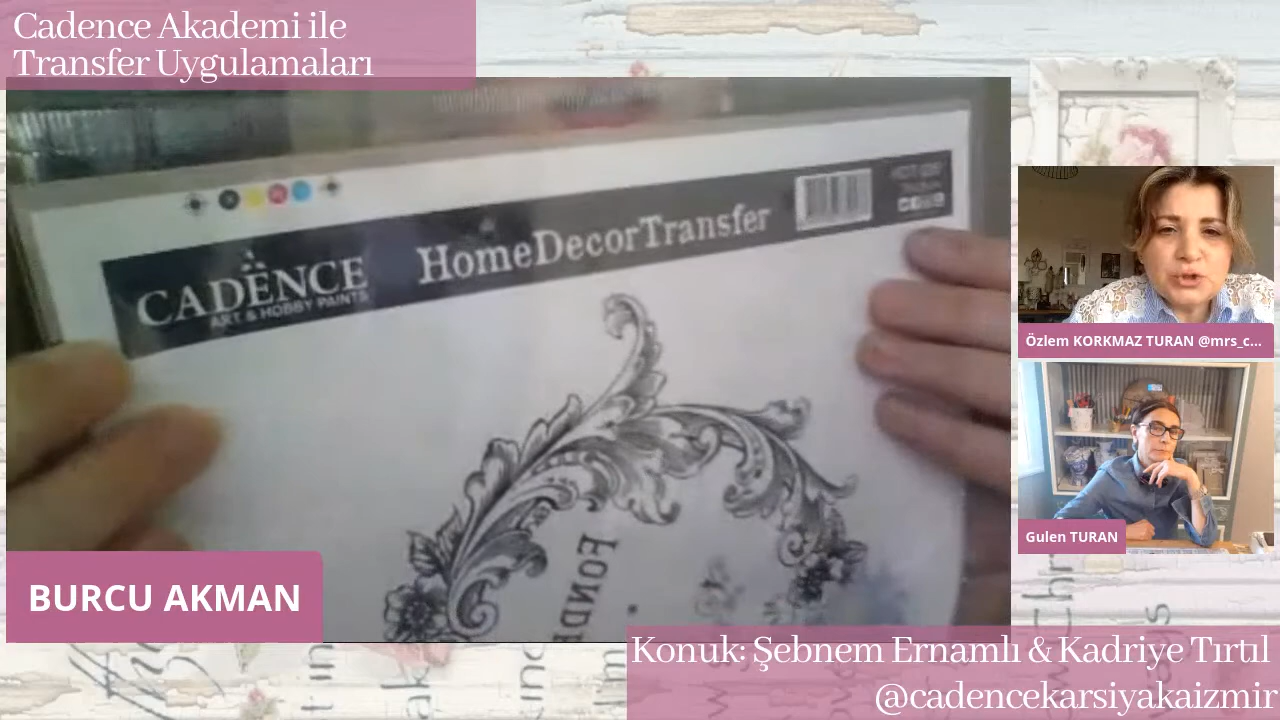 Cadence Akademi ile
Transfer Uygulamaları
CADENCE
ART & HOBBY PAINTS
HomeDecorTransfer
BURCU AKMAN
Özlem KORKMAZ TURAN @mrs_c...
Gulen TURAN
Konuk: Şebnem Ernamlı & Kadriye Tırtıl
@cadencekarsiyakaizmir